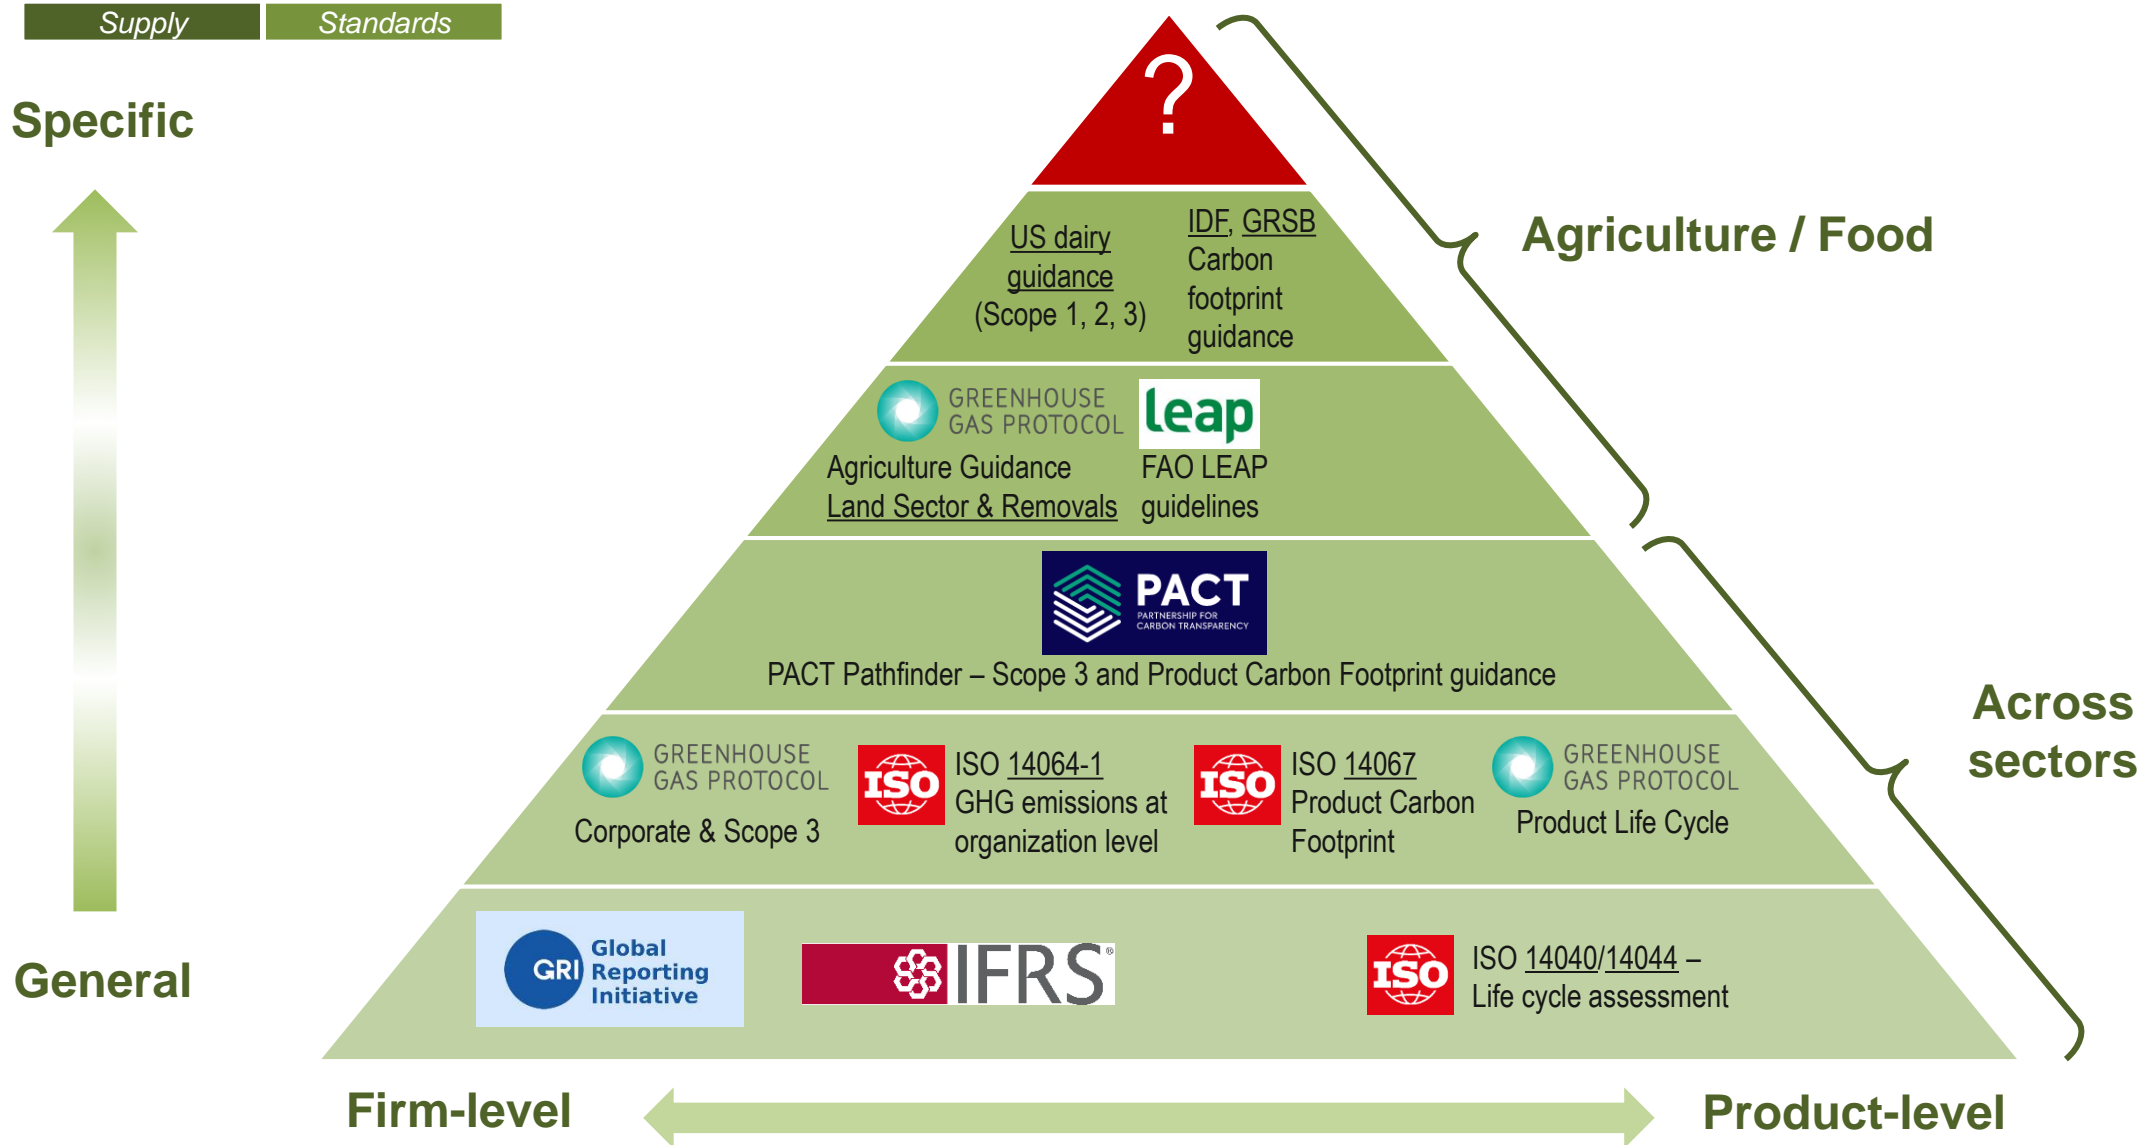 Supply
Standards
Specific
?
US dairy
guidance
(Scope 1, 2, 3)
IDF, GRSB
Carbon
footprint
guidance
Agriculture / Food
GREENHOUSE
GAS PROTOCOL
Agriculture Guidance
Land Sector & Removals
leap
FAO LEAP
guidelines
PACT
PARTNERSHIP FOR
CARBON TRANSPARENCY
PACT Pathfinder – Scope 3 and Product Carbon Footprint guidance
Across
sectors
GREENHOUSE
GAS PROTOCOL
Corporate & Scope 3
ISO
ISO 14064-1
GHG emissions at
organization level
ISO
ISO 14067
Product Carbon
Footprint
GREENHOUSE
GAS PROTOCOL
Product Life Cycle
General
GRI
Global
Reporting
Initiative
IFRS®
ISO
ISO 14040/14044 –
Life cycle assessment
Firm-level
Product-level